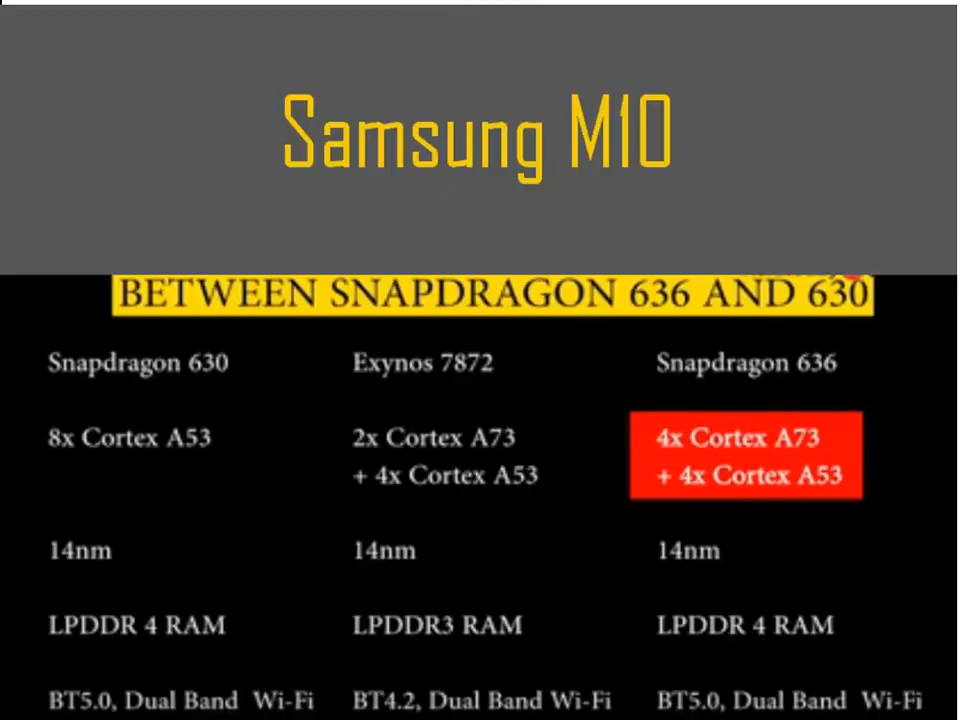 Samsung M10
BETWEEN SNAPDRAGON 636 AND 630
Snapdragon 630 Exynos 7872 Snapdragon 636
8x Cortex A53 2x Cortex A73 4x Cortex A73
+ 4x Cortex A53 + 4x Cortex A53
14nm 14nm 14nm
LPDDR 4 RAM LPDDR3 RAM LPDDR 4 RAM
BT5.0, Dual Band Wi-Fi BT4.2, Dual Band Wi-Fi BT5.0, Dual Band Wi-Fi